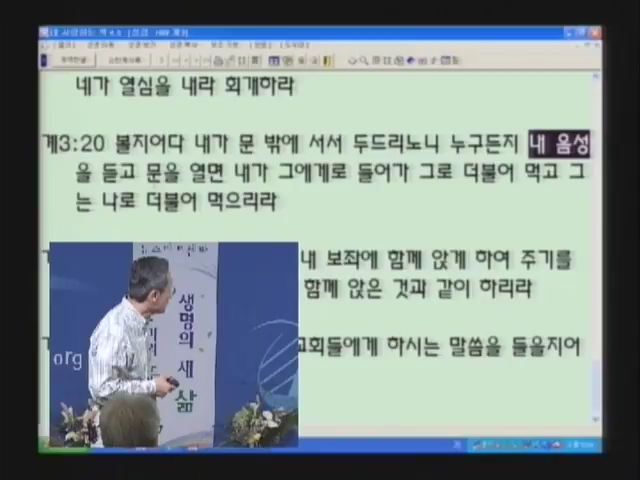 네가 열심을 내라 회개하라
계3:20 볼지어다 내가 문 밖에 서서 두드리노니 누구든지 내 음성
을 듣고 문을 열면 내가 그에게로 들어가 그로 더불어 먹고 그
는 나로 더불어 먹으리라
내 보좌에 함께 앉게 하여 주기를
함께 앉은 것과 같이 하리라
교회들에게 하시는 말씀을 들을지어
생명의 새 삶
org